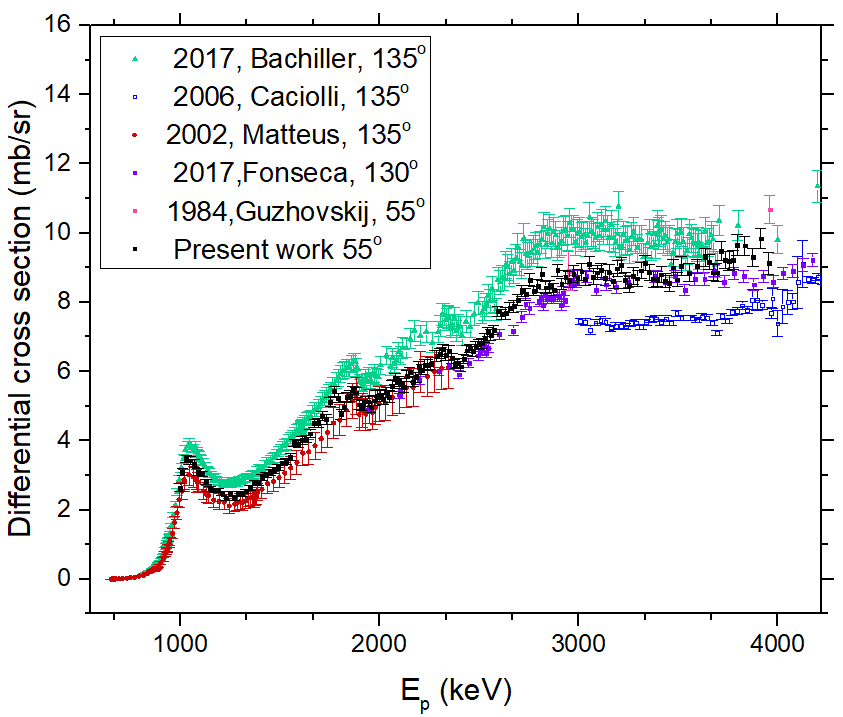 16
14
12
10
8
6
4
2
0
Differential cross section (mb/sr)
2017, Bachiller, 135°
2006, Caciolli, 135°
2002, Matteus, 135°
2017,Fonseca, 130°
1984,Guzhovskij, 55°
Present work 55°
1000 2000 3000 4000
Ep (keV)